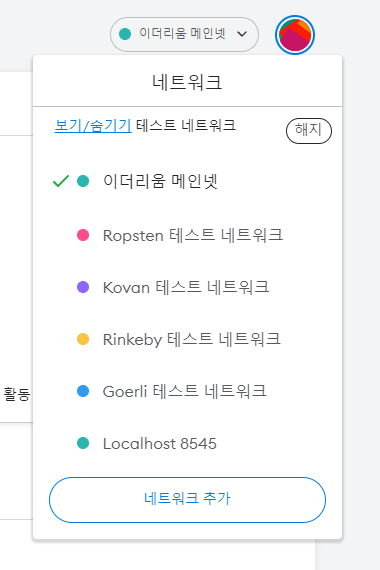 이더리움 메인넷
네트워크
보기/숨기기 테스트 네트워크
해지
이더리움 메인넷
Ropsten 테스트 네트워크
Kovan 테스트 네트워크
Rinkeby 테스트 네트워크
Goerli 테스트 네트워크
활동
Localhost 8545
네트워크 추가